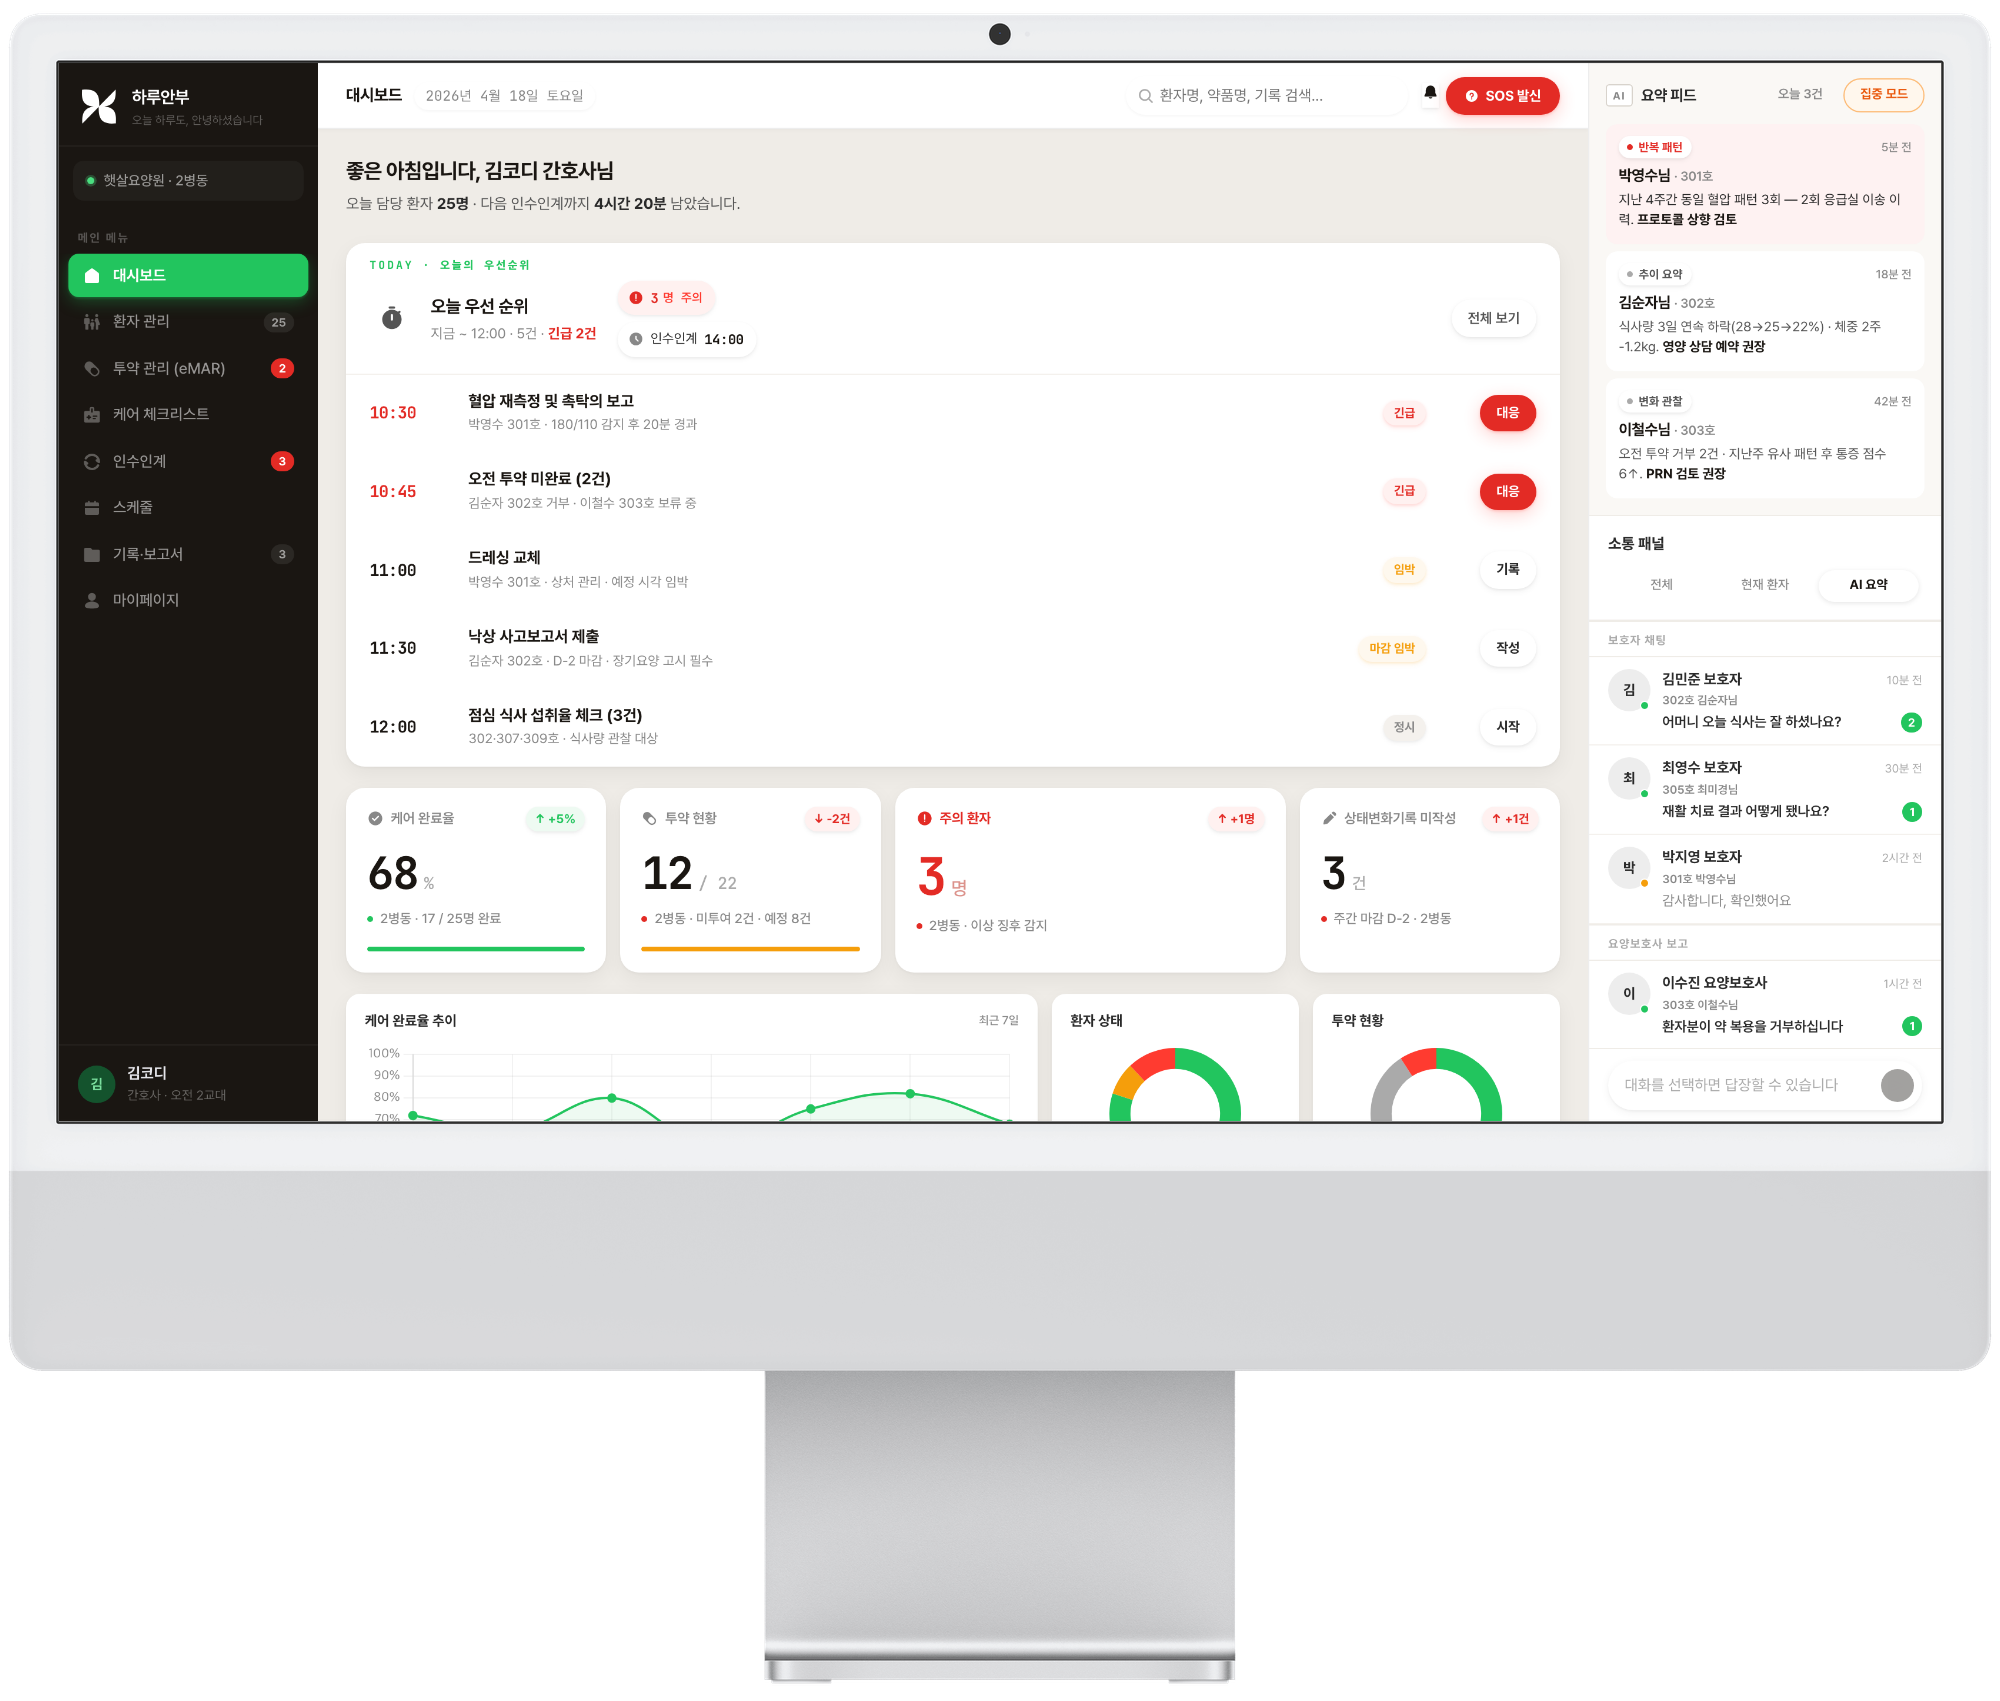 하루안부
오늘 하루도, 안녕하셨습니다
햇살요양원 · 2병동
메인 메뉴
대시보드
환자 관리 25
투약 관리 (eMAR) 2
케어 체크리스트
인수인계 3
스케줄
기록·보고서 3
마이페이지
김
김코디
간호사 · 오전 2교대
대시보드 2026년 4월 18일 토요일
환자명, 약품명, 기록 검색...
SOS 발신
좋은 아침입니다, 김코디 간호사님
오늘 담당 환자 25명 · 다음 인수인계까지 4시간 20분 남았습니다.
TODAY · 오늘의 우선순위
오늘 우선 순위
지금 ~ 12:00 · 5건 · 긴급 2건
3명 주의
인수인계 14:00
전체 보기
10:30 혈압 재측정 및 촉탁의 보고 긴급 대응
박영수 301호 · 180/110 감지 후 20분 경과
10:45 오전 투약 미완료 (2건) 긴급 대응
김순자 302호 거부 · 이철수 303호 보류 중
11:00 드레싱 교체 임박 기록
박영수 301호 · 상처 관리 · 예정 시각 임박
11:30 낙상 사고보고서 제출 마감 임박 작성
김순자 302호 · D-2 마감 · 장기요양 고시 필수
12:00 점심 식사 섭취율 체크 (3건) 정시 시작
302·307·309호 · 식사량 관찰 대상
케어 완료율 ↑ +5%
68 %
2병동 · 17 / 25명 완료
투약 현황 ↓ -2건
12 / 22
2병동 · 미투여 2건 · 예정 8건
주의 환자 ↑ +1명
3 명
2병동 · 이상 징후 감지
상태변화기록 미작성 ↑ +1건
3 건
주간 마감 D-2 · 2병동
케어 완료율 추이 최근 7일
100%
90%
80%
70%
환자 상태
투약 현황
AI 요약 피드 오늘 3건 집중 모드
반복 패턴 5분 전
박영수님 · 301호
지난 4주간 동일 혈압 패턴 3회 — 2회 응급실 이송 이
력. 프로토콜 상향 검토
추이 요약 18분 전
김순자님 · 302호
식사량 3일 연속 하락(28→25→22%) · 체중 2주
-1.2kg. 영양 상담 예약 권장
변화 관찰 42분 전
이철수님 · 303호
오전 투약 거부 2건 · 지난주 유사 패턴 후 통증 점수
6↑. PRN 검토 권장
소통 패널
전체 현재 환자 AI 요약
보호자 채팅
김 김민준 보호자 10분 전
302호 김순자님
어머니 오늘 식사는 잘 하셨나요? 2
최 최영수 보호자 30분 전
305호 최미경님
재활 치료 결과 어떻게 됐나요? 1
박 박지영 보호자 2시간 전
301호 박영수님
감사합니다, 확인했어요
요양보호사 보고
이 이수진 요양보호사 1시간 전
303호 이철수님
환자분이 약 복용을 거부하십니다 1
대화를 선택하면 답장할 수 있습니다